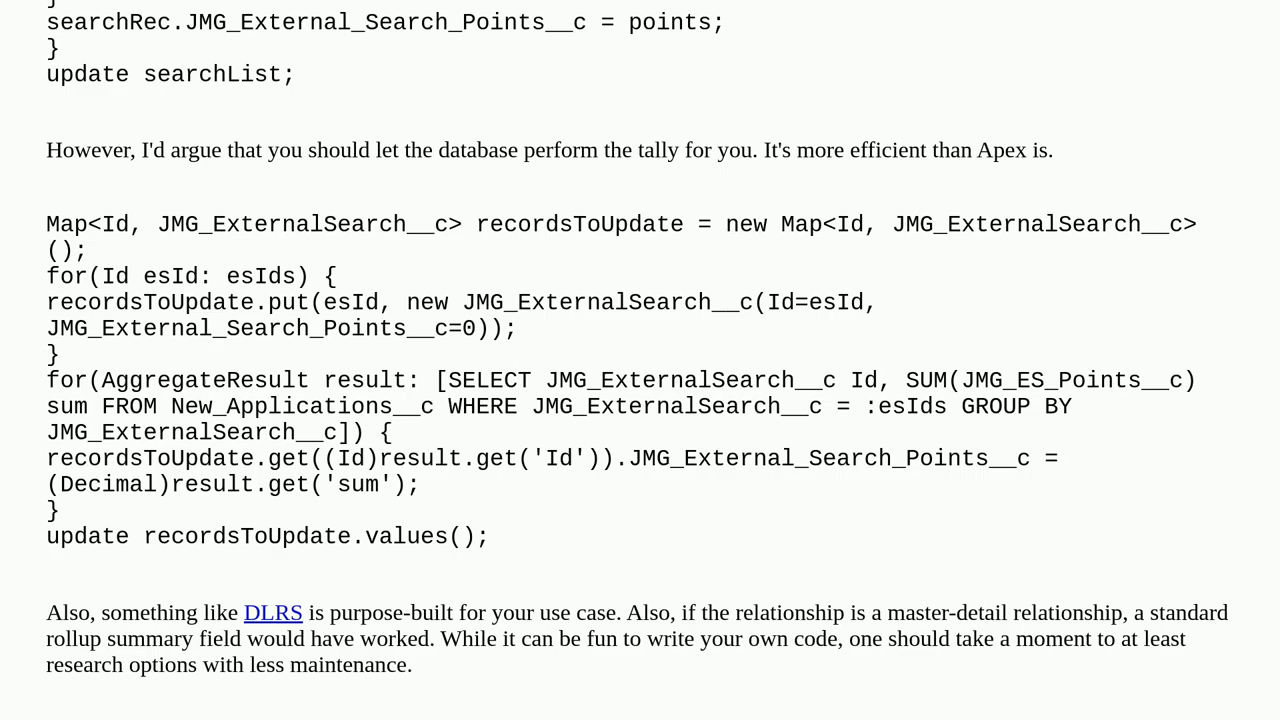 }
searchRec.JMG_External_Search_Points__c = points;
}
update searchList;
However, I'd argue that you should let the database perform the tally for you. It's more efficient than Apex is.
Map<Id, JMG_ExternalSearch__c> recordsToUpdate = new Map<Id, JMG_ExternalSearch__c>
();
for(Id esId: esIds) {
recordsToUpdate.put(esId, new JMG_ExternalSearch__c(Id=esId,
JMG_External_Search_Points__c=0));
}
for(AggregateResult result: [SELECT JMG_ExternalSearch__c Id, SUM(JMG_ES_Points__c)
sum FROM New_Applications__c WHERE JMG_ExternalSearch__c = :esIds GROUP BY
JMG_ExternalSearch__c]) {
recordsToUpdate.get((Id)result.get('Id')).JMG_External_Search_Points__c =
(Decimal)result.get('sum');
}
update recordsToUpdate.values();
Also, something like DLRS is purpose-built for your use case. Also, if the relationship is a master-detail relationship, a standard
rollup summary field would have worked. While it can be fun to write your own code, one should take a moment to at least
research options with less maintenance.